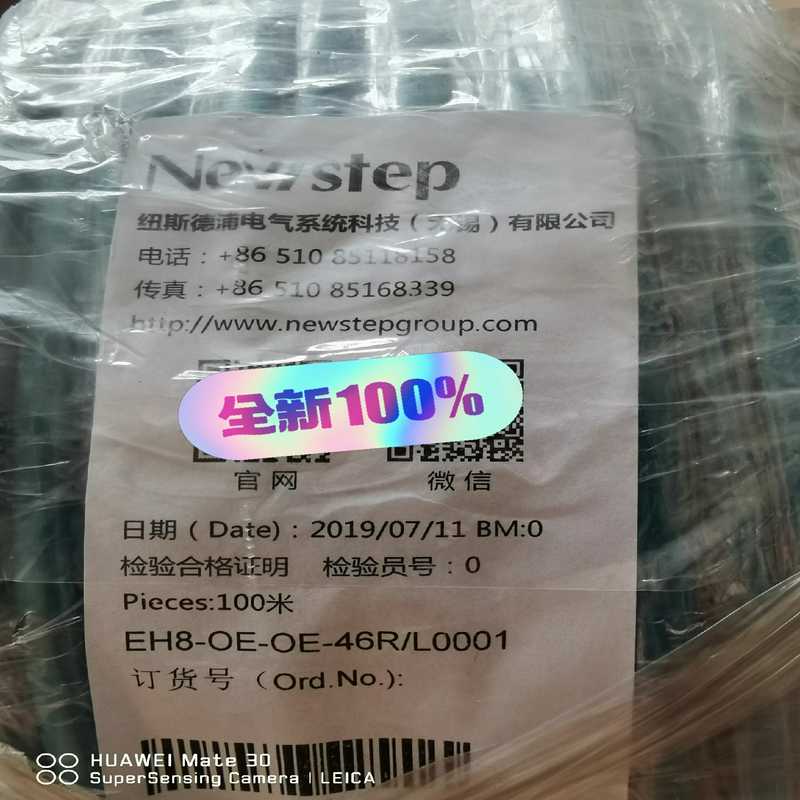 Newstep
纽斯德浦电气系统科技(无锡)有限公司
电话:+86 510 85118158
传真:+86 510 85168339
http://www.newstepgroup.com
全新100%
官网 微信
日期(Date):2019/07/11 BM:0
检验合格证明 检验员号:0
Pieces:100米
EH8-OE-OE-46R/L0001
订货号(Ord.No.):
HUAWEI Mate 30
SuperSensing Camera | LEICA